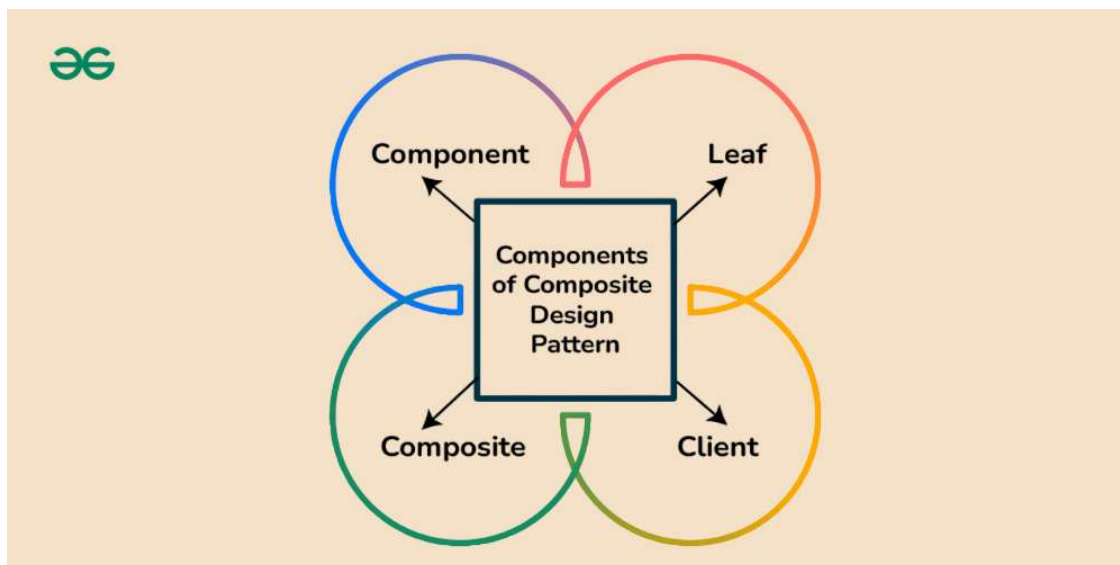 Component
Leaf
Components
of Composite
Design
Pattern
Composite
Client